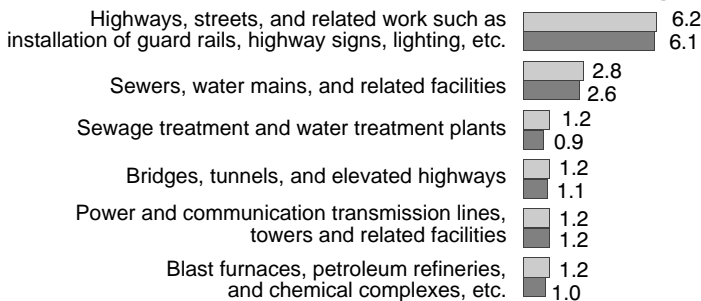 Highways, streets, and related work such as
installation of guard rails, highway signs, lighting, etc.
6.2
6.1
Sewers, water mains, and related facilities
2.8
2.6
Sewage treatment and water treatment plants
1.2
0.9
Bridges, tunnels, and elevated highways
1.2
1.1
Power and communication transmission lines,
towers and related facilities
1.2
1.2
Blast furnaces, petroleum refineries,
and chemical complexes, etc.
1.2
1.0